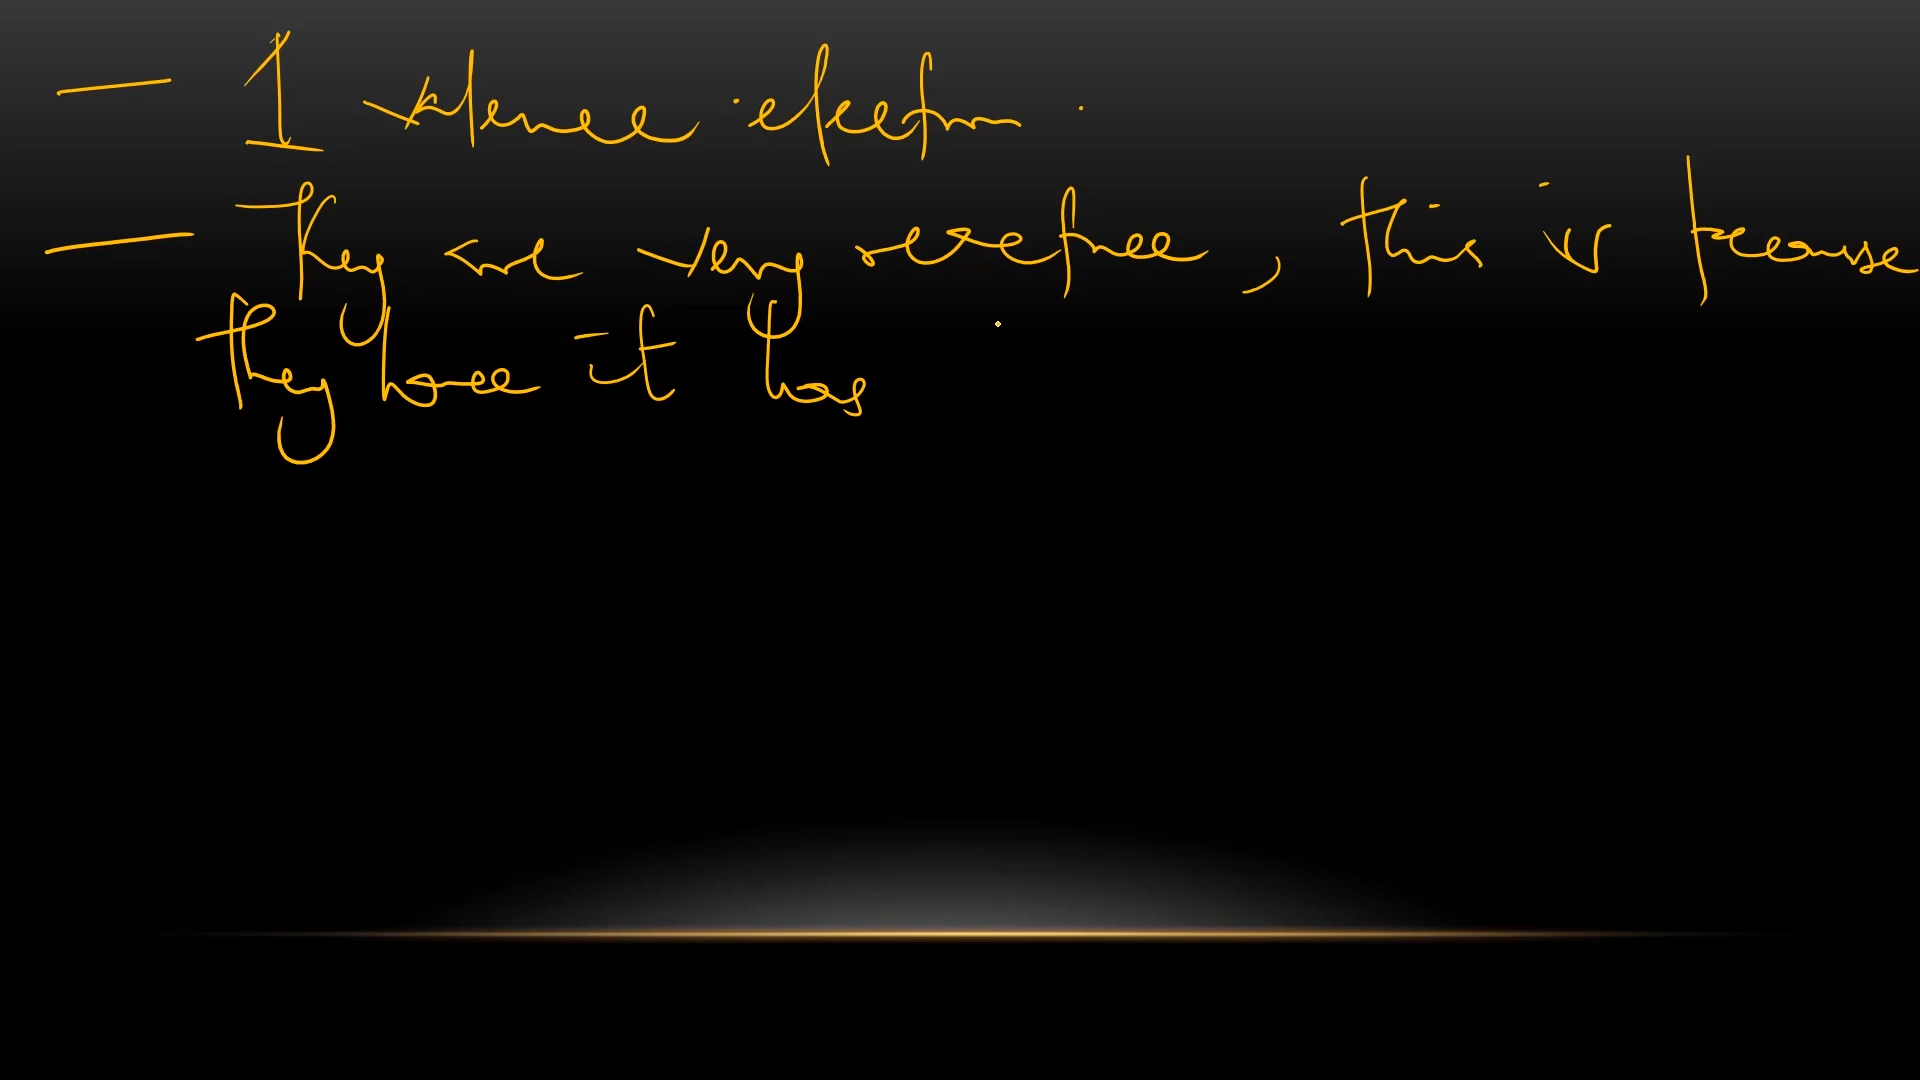 — 1 valence electron.
— They are very reactive, this is because
they have it has